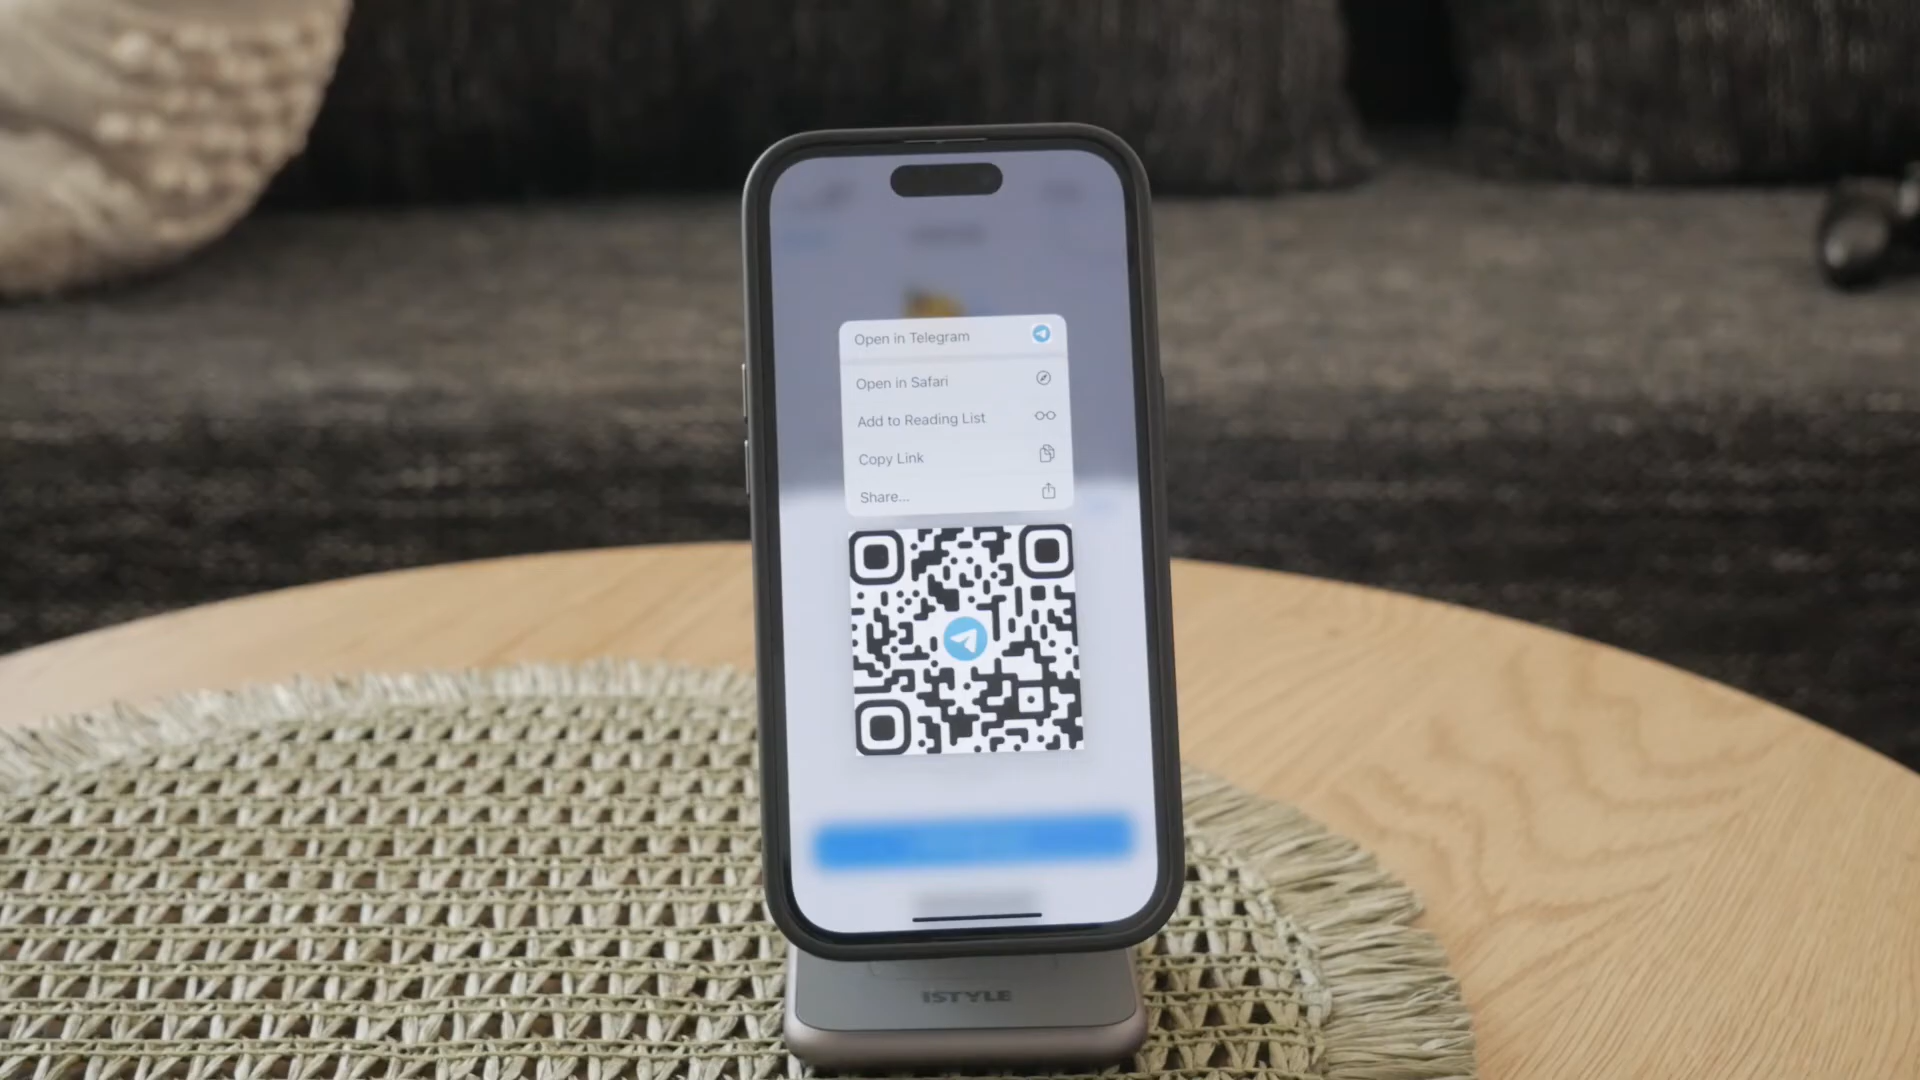 Open in Telegram
Open in Safari
Add to Reading List
Copy Link
Share...
ISTYLE